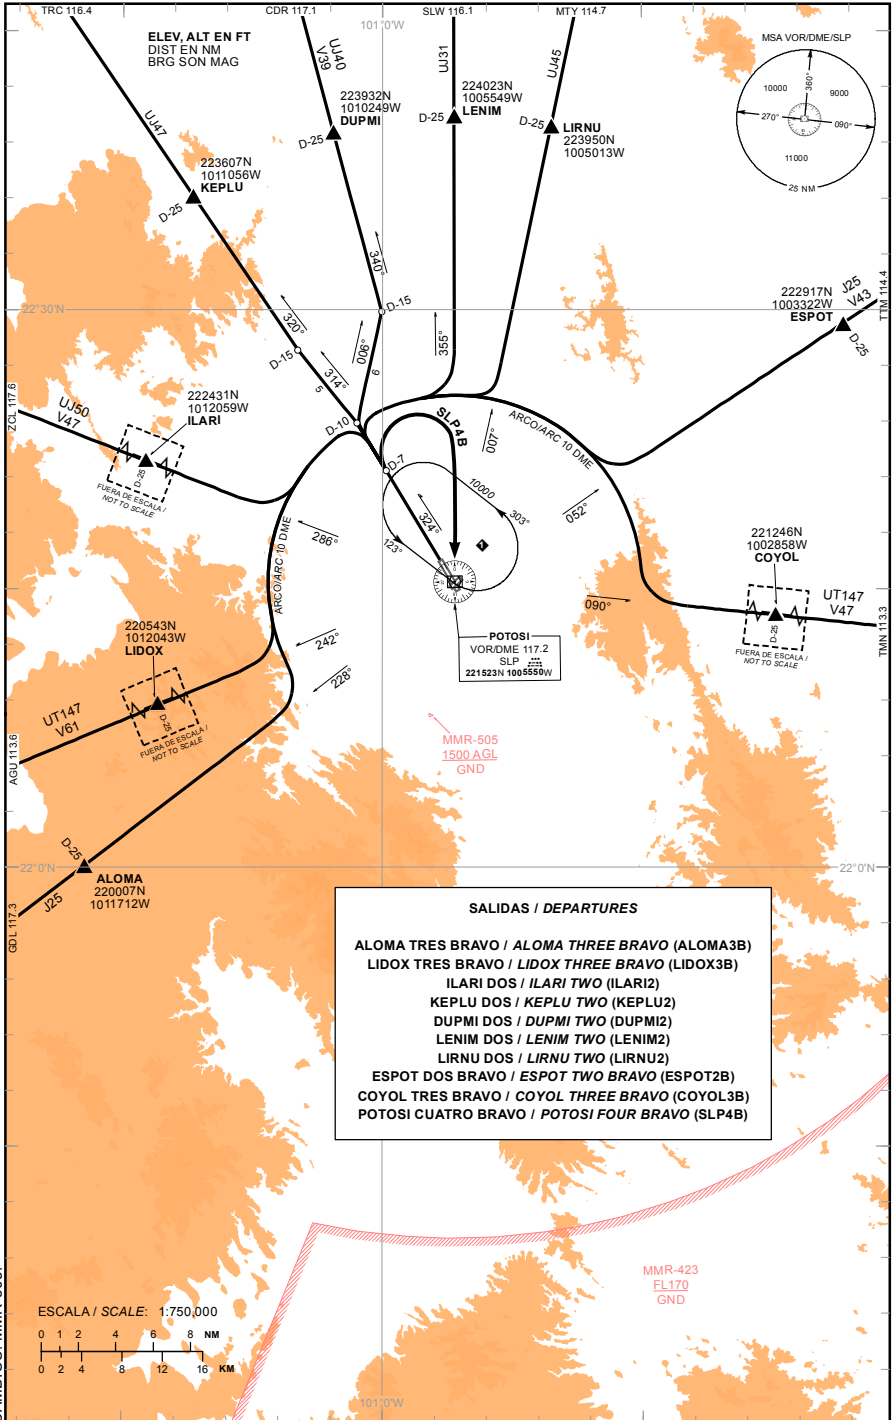 TRC 116.4
CDR 117.1
101°0'W
SLW 116.1
MTY 114.7
ELEV, ALT EN FT
DIST EN NM
BRG SON MAG
MSA VOR/DME/SLP
360°
10000
9000
270°
090°
11000
25 NM
UJ47
UJ40
V39
UJ31
UJ45
223932N
1010249W
DUPMI
D-25
224023N
1005549W
LENIM
D-25
D-25
LIRNU
223950N
1005013W
223607N
1011056W
KEPLU
D-25
340°
222917N
1003322W
ESPOT
D-25
J25
V43
TTM 114.4
22°30'N
D-15
320°
006°
355°
D-15
314°
6
5
ZCL 117.6
UJ50
V47
222431N
1012059W
ILARI
D-25
FUERA DE ESCALA /
NOT TO SCALE
D-10
SLP4B
007°
ARCO/ARC 10 DME
D-7
10000
303°
324°
123°
052°
1
ARCO/ARC 10 DME
286°
221246N
1002858W
COYOL
D-25
UT147
V47
FUERA DE ESCALA /
NOT TO SCALE
TMN 113.3
090°
220543N
1012043W
LIDOX
D-25
242°
228°
POTOSI
VOR/DME 117.2
SLP
221523N 1005550W
UT147
V61
FUERA DE ESCALA /
NOT TO SCALE
AGU 113.6
MMR-505
1500 AGL
GND
D-25
22°0'N
22°0'N
ALOMA
220007N
1011712W
J25
GDL 117.3
SALIDAS / DEPARTURES
ALOMA TRES BRAVO / ALOMA THREE BRAVO (ALOMA3B)
LIDOX TRES BRAVO / LIDOX THREE BRAVO (LIDOX3B)
ILARI DOS / ILARI TWO (ILARI2)
KEPLU DOS / KEPLU TWO (KEPLU2)
DUPMI DOS / DUPMI TWO (DUPMI2)
LENIM DOS / LENIM TWO (LENIM2)
LIRNU DOS / LIRNU TWO (LIRNU2)
ESPOT DOS BRAVO / ESPOT TWO BRAVO (ESPOT2B)
COYOL TRES BRAVO / COYOL THREE BRAVO (COYOL3B)
POTOSI CUATRO BRAVO / POTOSI FOUR BRAVO (SLP4B)
MMR-423
FL170
GND
ESCALA / SCALE: 1:750,000
0 1 2 4 6 8 NM
0 2 4 8 12 16 KM
101°0'W